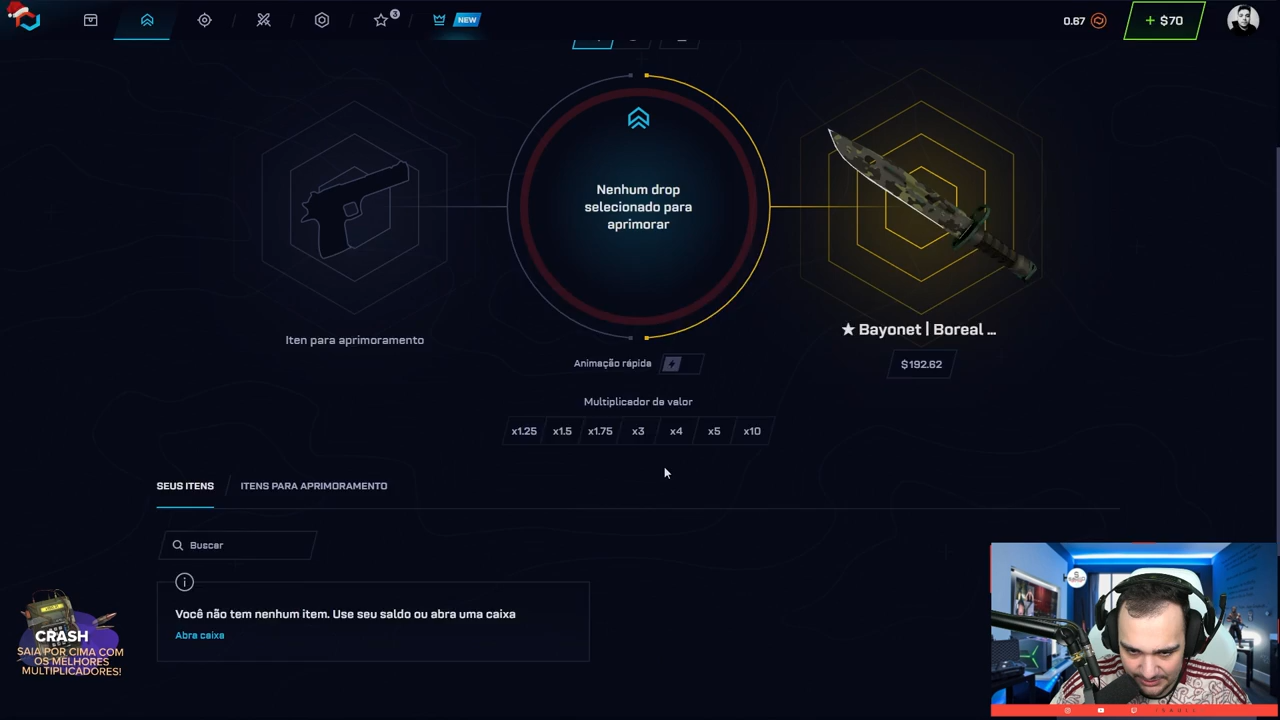 3
NEW
0.67
+ $70
Nenhum drop
selecionado para
aprimorar
Iten para aprimoramento
★ Bayonet | Boreal ...
$192.62
Animação rápida
Multiplicador de valor
x1.25 x1.5 x1.75 x3 x4 x5 x10
SEUS ITENS
ITENS PARA APRIMORAMENTO
Buscar
Você não tem nenhum item. Use seu saldo ou abra uma caixa
Abra caixa
CRASH
SAIA POR CIMA COM
OS MELHORES
MULTIPLICADORES!